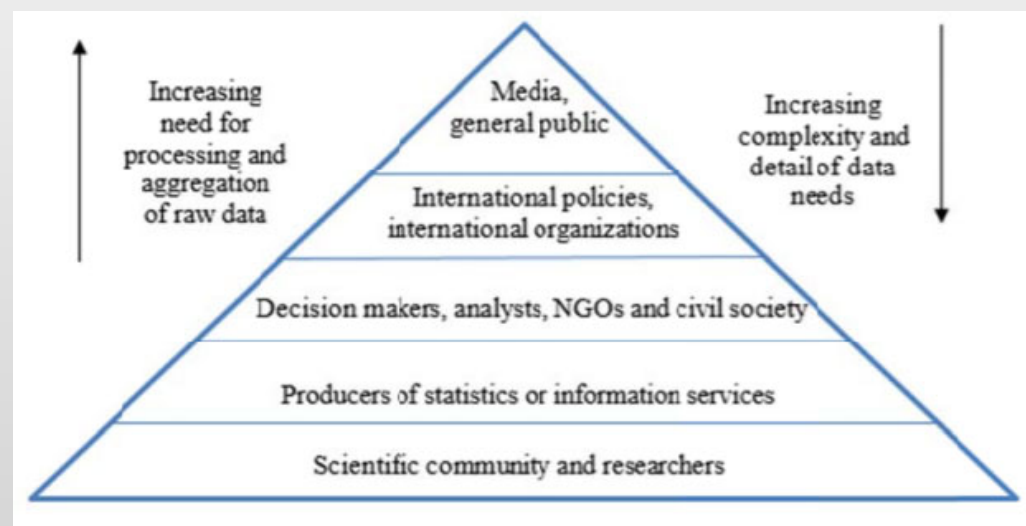 Increasing
need for
processing and
aggregation
of raw data
Media,
general public
Increasing
complexity and
detail of data
needs
International policies,
international organizations
Decision makers, analysts, NGOs and civil society
Producers of statistics or information services
Scientific community and researchers